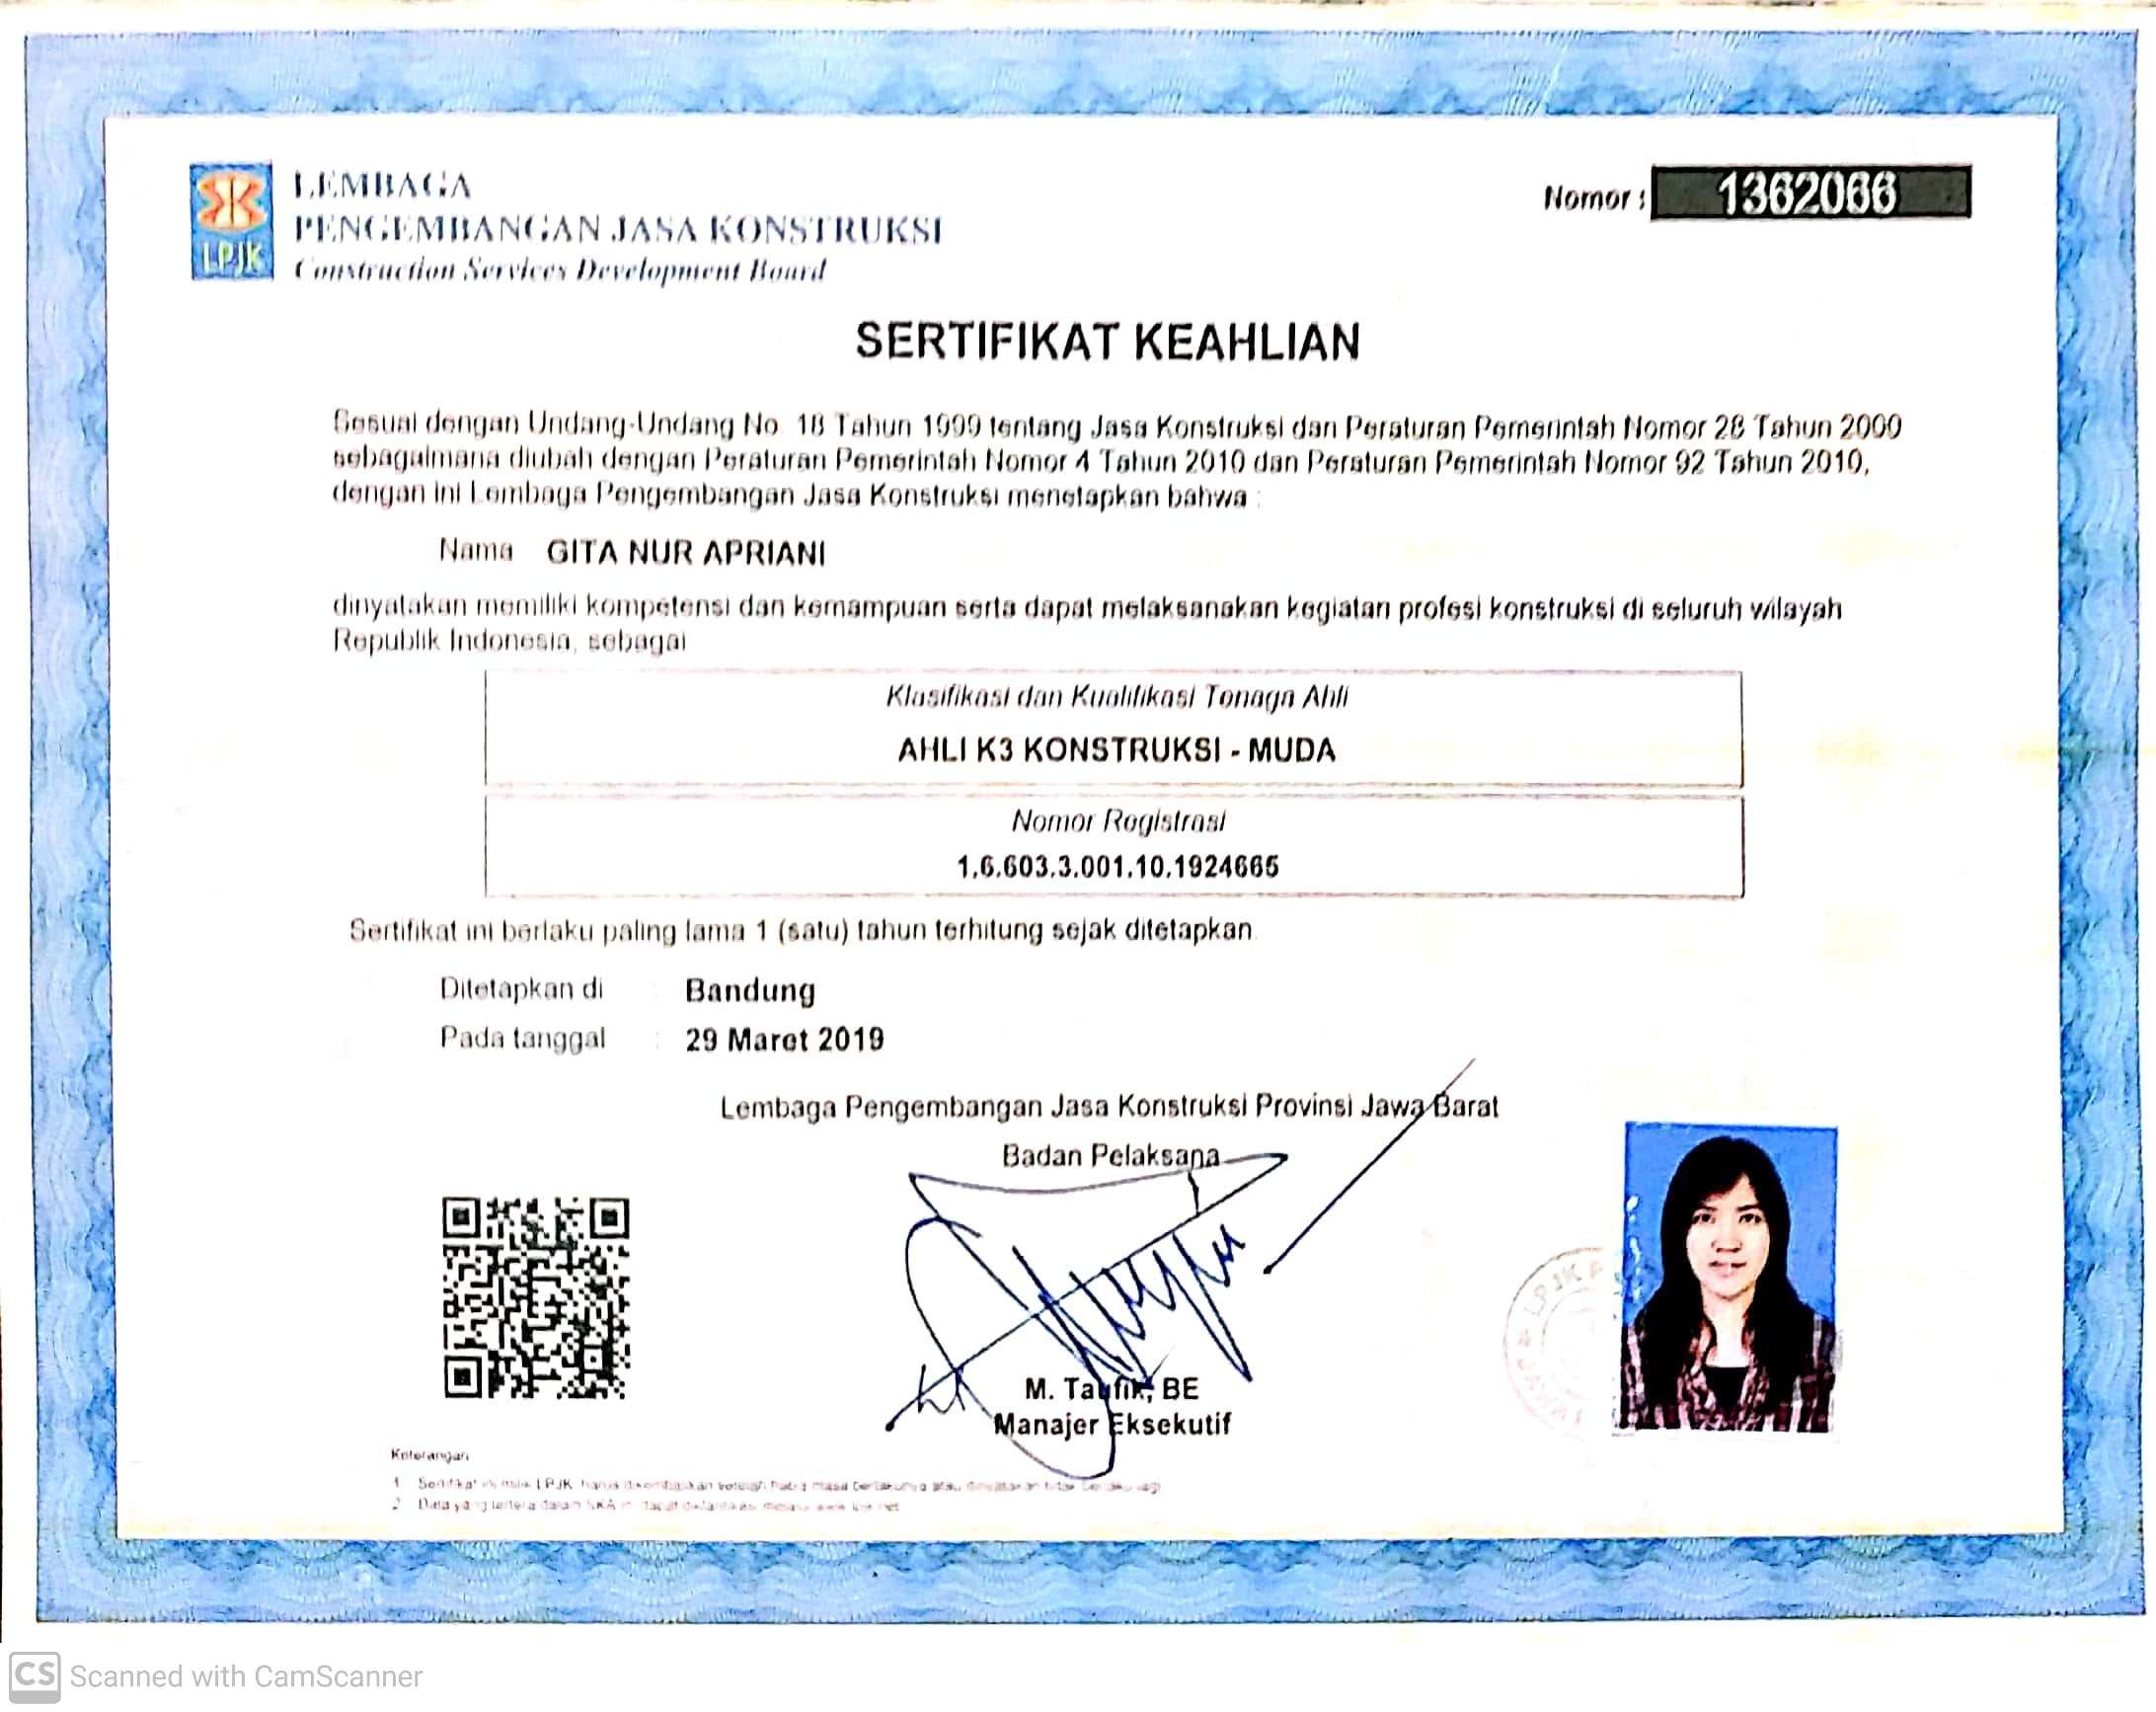 LEMBAGA
PENGEMBANGAN JASA KONSTRUKSI
Construction Services Development Board
LPJK
Nomor : 1362066
SERTIFIKAT KEAHLIAN
Sesuai dengan Undang-Undang No 18 Tahun 1999 tentang Jasa Konstruksi dan Peraturan Pemerintah Nomor 28 Tahun 2000
sebagaimana diubah dengan Peraturan Pemerintah Nomor 4 Tahun 2010 dan Peraturan Pemerintah Nomor 92 Tahun 2010,
dengan ini Lembaga Pengembangan Jasa Konstruksi menetapkan bahwa :
Nama GITA NUR APRIANI
dinyatakan memiliki kompetensi dan kemampuan serta dapat melaksanakan kegiatan profesi konstruksi di seluruh wilayah
Republik Indonesia, sebagai
Klasifikasi dan Kualifikasi Tenaga Ahli
AHLI K3 KONSTRUKSI - MUDA
Nomor Registrasi
1.6.603.3.001.10.1924665
Sertifikat ini berlaku paling lama 1 (satu) tahun terhitung sejak ditetapkan.
Ditetapkan di Bandung
Pada tanggal : 29 Maret 2019
Lembaga Pengembangan Jasa Konstruksi Provinsi Jawa Barat
Badan Pelaksana
M. Taufik, BE
Manajer Eksekutif
LPJK
Keterangan
1 Sertifikat ini milik LPJK harus dikembalikan setelah habis masa berlakunya atau dinyatakan tidak berlaku lagi
2 Data yang tertera dalam SKA ini dapat
CS Scanned with CamScanner